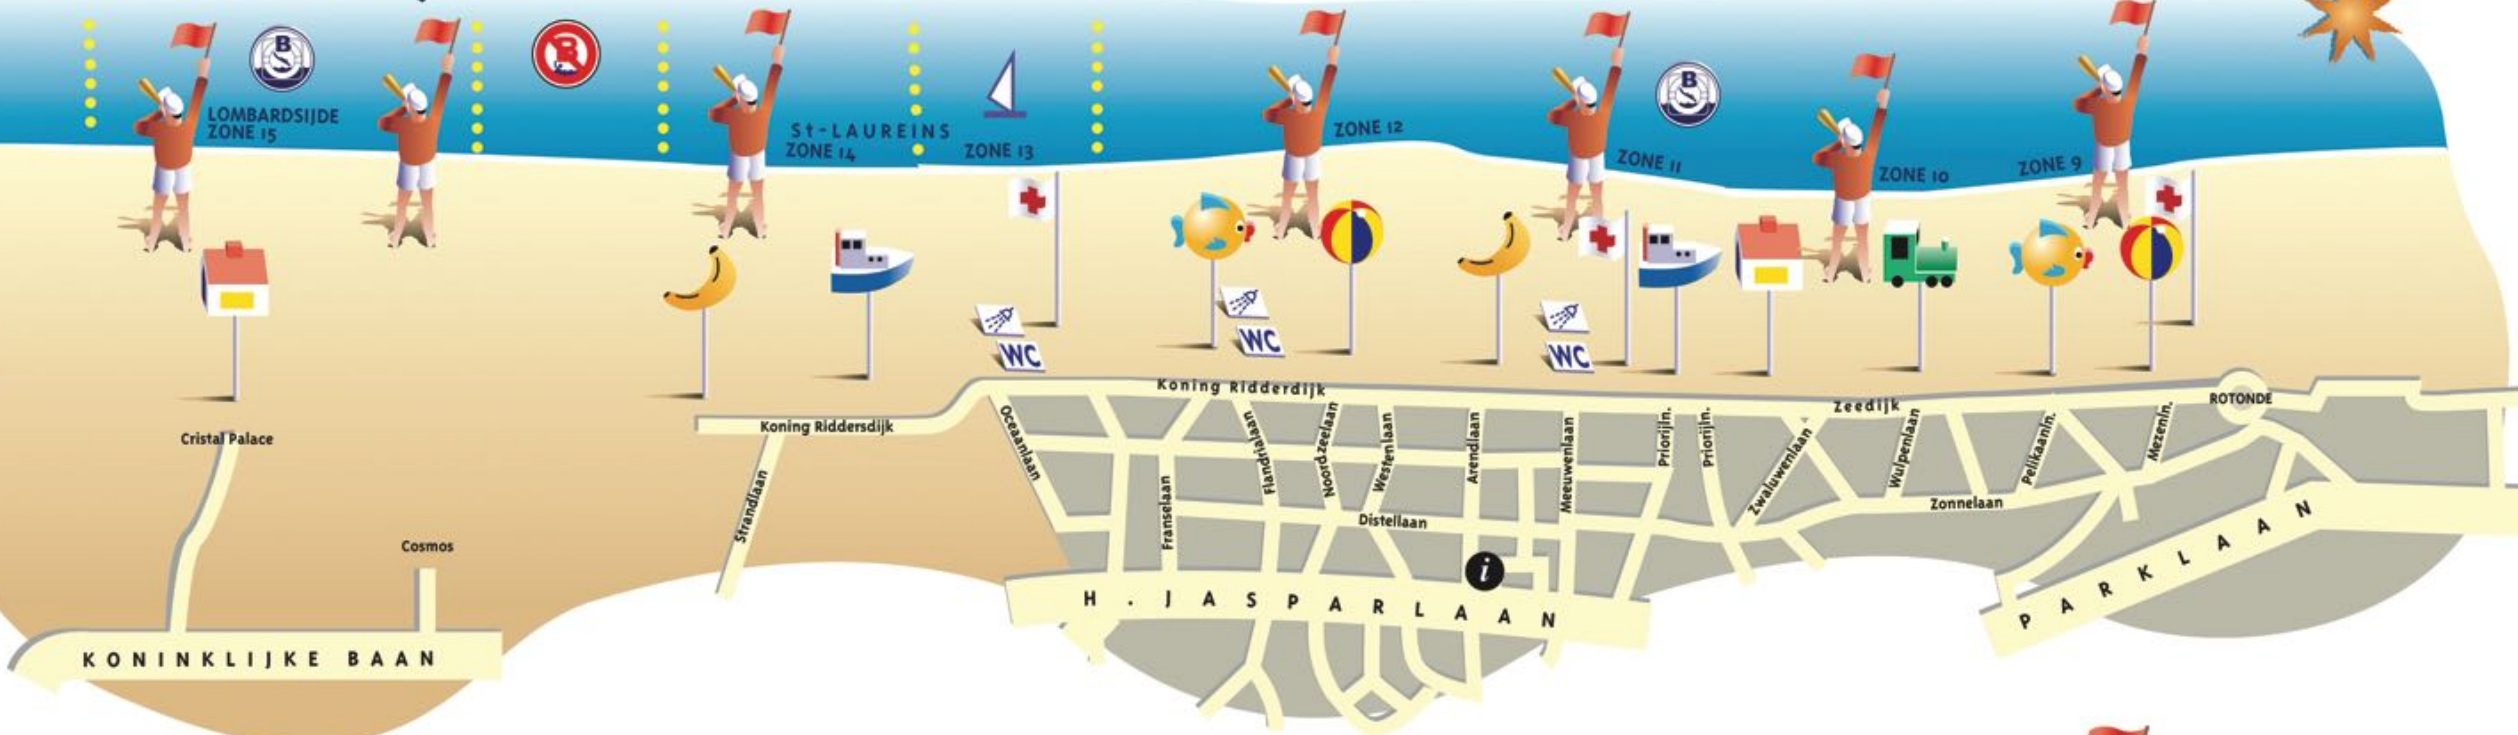 B
LOMBARDSIJDE
ZONE 15
B
St-LAUREINS
ZONE 14
ZONE 13
ZONE 12
B
ZONE 11
ZONE 10
ZONE 9
WC
WC
WC
Koning Ridderdijk
Zeedijk
ROTONDE
Koning Riddersdijk
Cristal Palace
Oceaanlaan
Flandrialaan
Noordzeelaan
Westenlaan
Arendlaan
Meeuwenlaan
Priorijln.
Priorijln.
Zwaluwenlaan
Wulpenlaan
Pelikaanln.
Mezenln.
Strandlaan
Franselaan
Distellaan
Zonnelaan
Cosmos
i
H. JASPARLAAN
PARKLAAN
KONINKLIJKE BAAN